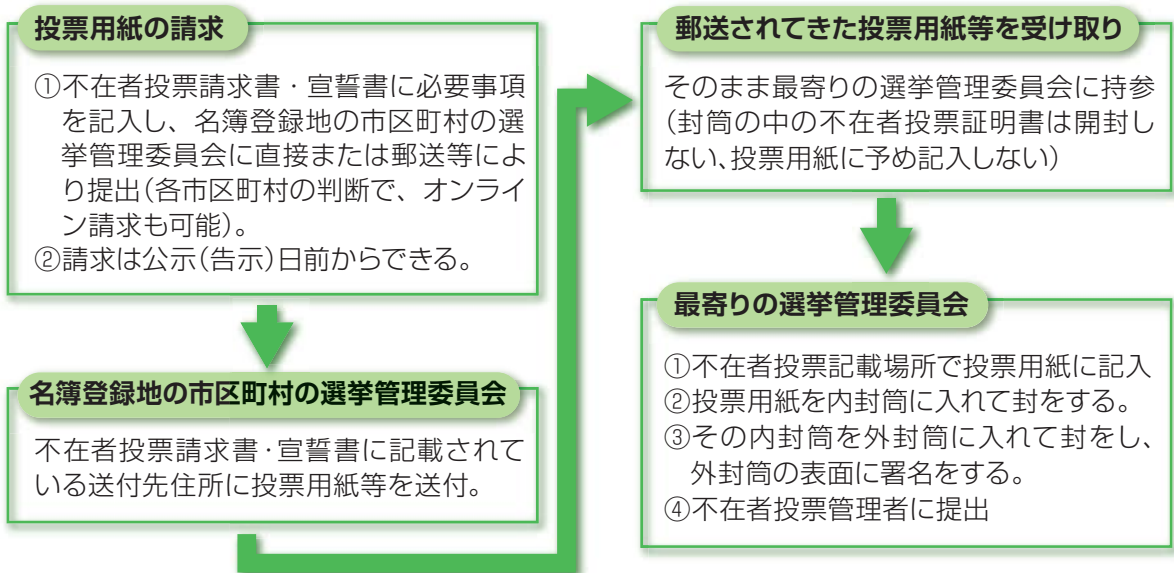 投票用紙の請求
①不在者投票請求書・宣誓書に必要事項
を記入し、名簿登録地の市区町村の選
挙管理委員会に直接または郵送等によ
り提出(各市区町村の判断で、オンライ
ン請求も可能)。
②請求は公示(告示)日前からできる。
名簿登録地の市区町村の選挙管理委員会
不在者投票請求書・宣誓書に記載されて
いる送付先住所に投票用紙等を送付。
郵送されてきた投票用紙等を受け取り
そのまま最寄りの選挙管理委員会に持参
(封筒の中の不在者投票証明書は開封し
ない、投票用紙に予め記入しない)
最寄りの選挙管理委員会
①不在者投票記載場所で投票用紙に記入
②投票用紙を内封筒に入れて封をする。
③その内封筒を外封筒に入れて封をし、
外封筒の表面に署名をする。
④不在者投票管理者に提出